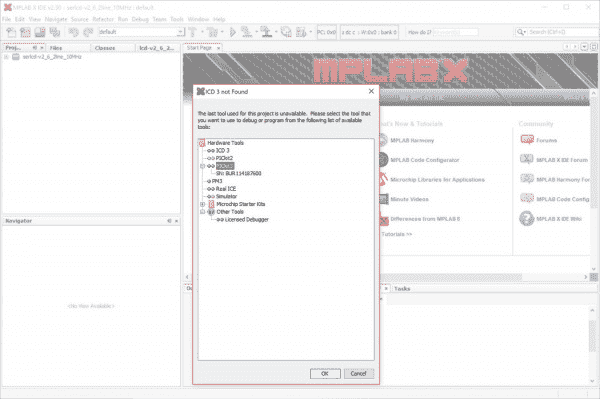 MPLAB X IDE v2.10 - serlcd-v2_6_2line_10MHz : default
File Edit View Navigate Source Refactor Run Debug Team Tools Window Help
default
PC: 0x0
z dc c : W:0x0 : bank 0
How do I?
Search (Ctrl+I)
Files
Classes
lcd-v2_6_2...
Start Page
serlcd-v2_6_2line_10MHz
MPLAB X
ICD 3 not Found
The last tool used for this project is unavailable. Please select the tool that
you want to use to debug or program from the following list of available
tools:
Hardware Tools
ICD 3
PICkit2
PICkit3
SN: BUR114187600
PM3
Real ICE
Simulator
Microchip Starter Kits
Other Tools
Licensed Debugger
OK
Cancel
What's New & Tutorials
MPLAB Harmony
MPLAB Code Configurator
Microchip Libraries for Applications
Minute Videos
Differences from MPLAB 8
Tutorials >>
Community
Forums
MPLAB X IDE Forum
MPLAB Harmony Foru
MPLAB Code Config
MPLAB X IDE Wiki
Navigator
<No View Available>
Tasks